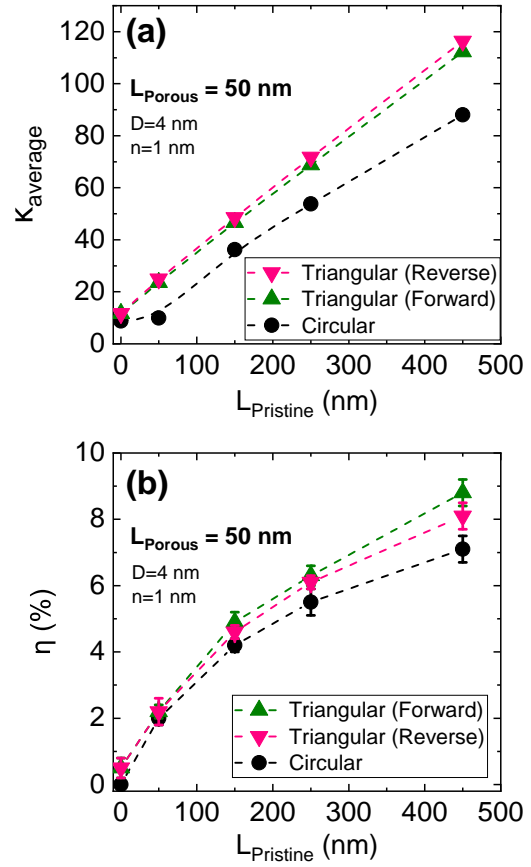 (a)
120
100
80
60
40
20
0
κaverage
LPorous = 50 nm
D=4 nm
n=1 nm
Triangular (Reverse)
Triangular (Forward)
Circular
0 100 200 300 400 500
LPristine (nm)
(b)
10
8
6
4
2
0
η (%)
LPorous = 50 nm
D=4 nm
n=1 nm
Triangular (Forward)
Triangular (Reverse)
Circular
0 100 200 300 400 500
LPristine (nm)